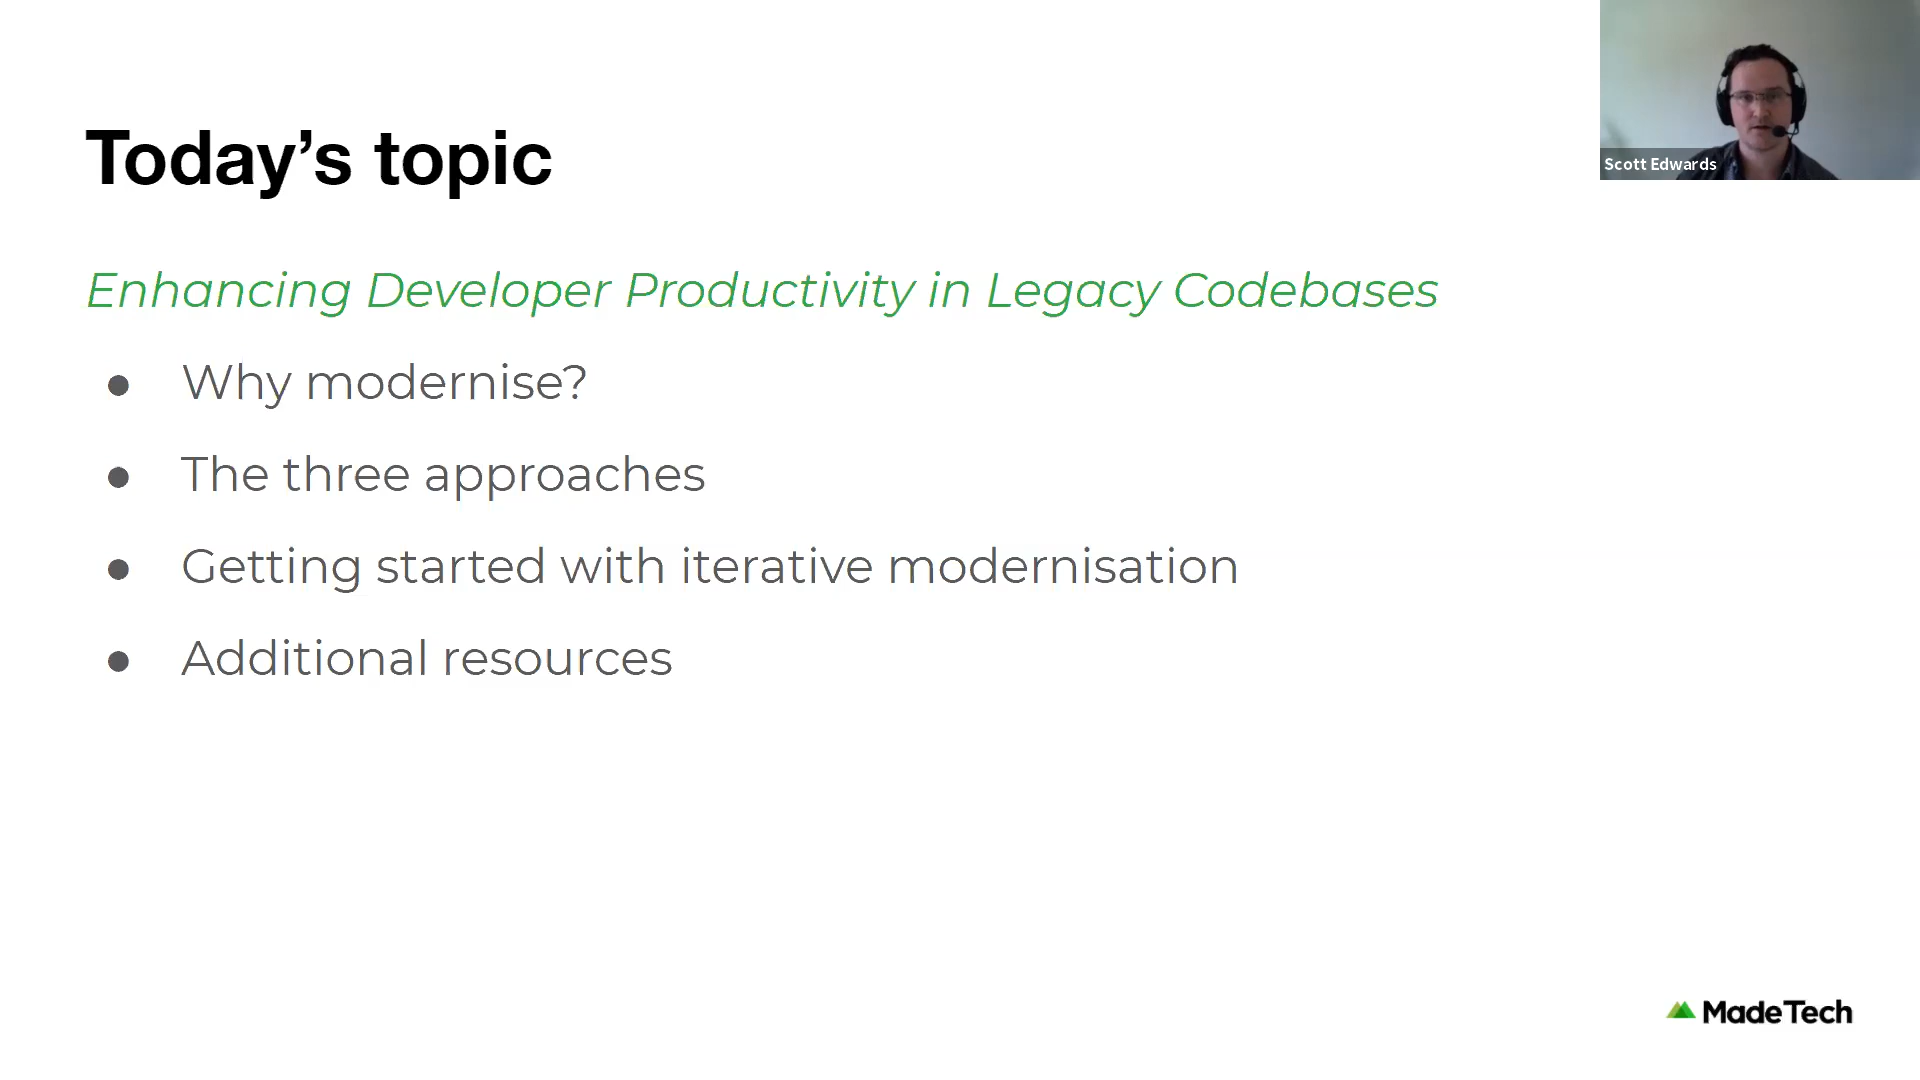 Today’s topic
Enhancing Developer Productivity in Legacy Codebases
● Why modernise?
● The three approaches
● Getting started with iterative modernisation
● Additional resources
Scott Edwards
MadeTech